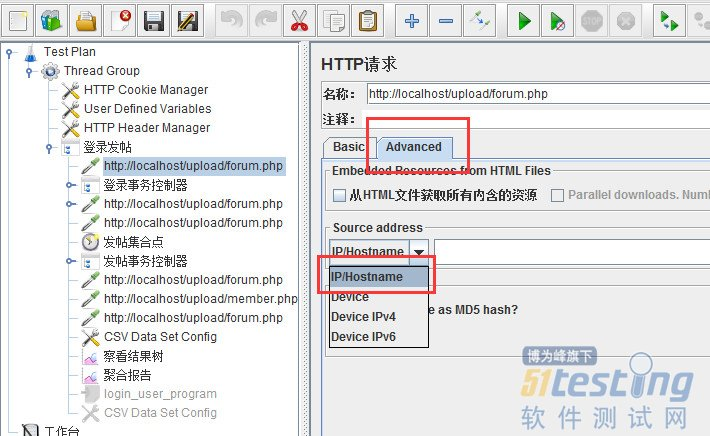 Test Plan
Thread Group
HTTP Cookie Manager
User Defined Variables
HTTP Header Manager
登录发帖
http://localhost/upload/forum.php
登录事务控制器
http://localhost/upload/forum.php
http://localhost/upload/forum.php
发帖集合点
发帖事务控制器
http://localhost/upload/forum.php
http://localhost/upload/member.php
http://localhost/upload/forum.php
CSV Data Set Config
察看结果树
聚合报告
login_user_program
CSV Data Set Config
工作台
HTTP请求
名称: http://localhost/upload/forum.php
注释:
Basic Advanced
Embedded Resources from HTML Files
从HTML文件获取所有内含的资源 Parallel downloads. Num
Source address
IP/Hostname
IP/Hostname
Device
Device IPv4
Device IPv6
e as MD5 hash?
博为峰旗下
51testing
软件测试网
STOP